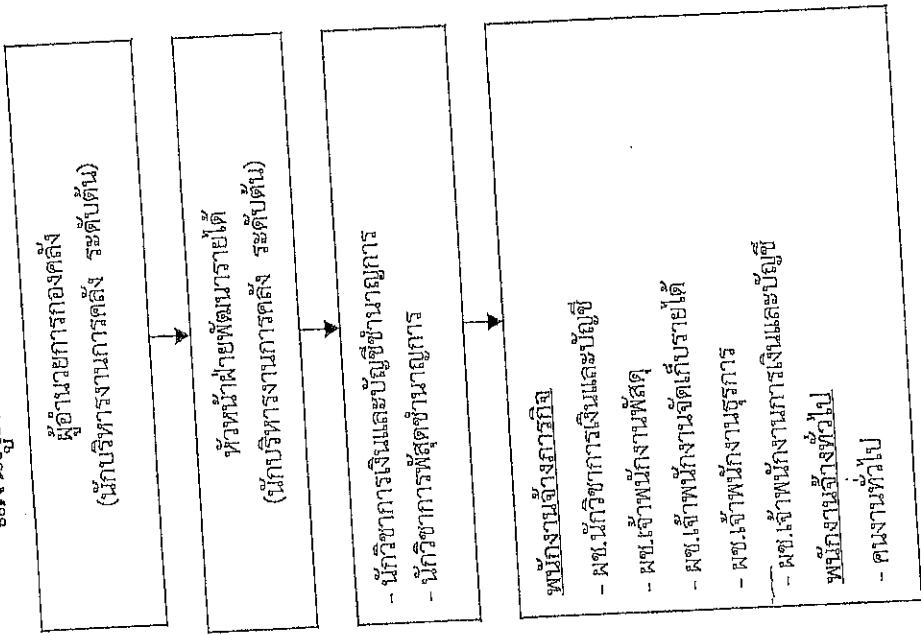 ผู้อำนวยการกองคลัง
(นักบริหารงานการคลัง ระดับต้น)
หัวหน้าฝ่ายพัฒนารายได้
(นักบริหารงานการคลัง ระดับต้น)
- นักวิชาการเงินและบัญชีชำนาญการ
- นักวิชาการพัสดุชำนาญการ
พนักงานจ้างภารกิจ
- ผช.นักวิชาการเงินและบัญชี
- ผช.เจ้าพนักงานพัสดุ
- ผช.เจ้าพนักงานจัดเก็บรายได้
- ผช.เจ้าพนักงานธุรการ
- ผช.เจ้าพนักงานการเงินและบัญชี
พนักงานจ้างทั่วไป
- คนงานทั่วไป